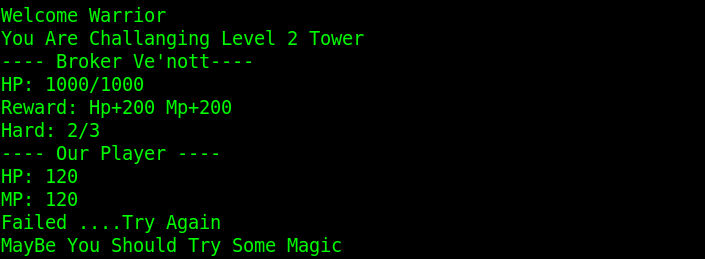 Welcome Warrior
You Are Challanging Level 2 Tower
---- Broker Ve'nott----
HP: 1000/1000
Reward: Hp+200 Mp+200
Hard: 2/3
---- Our Player ----
HP: 120
MP: 120
Failed ....Try Again
MayBe You Should Try Some Magic